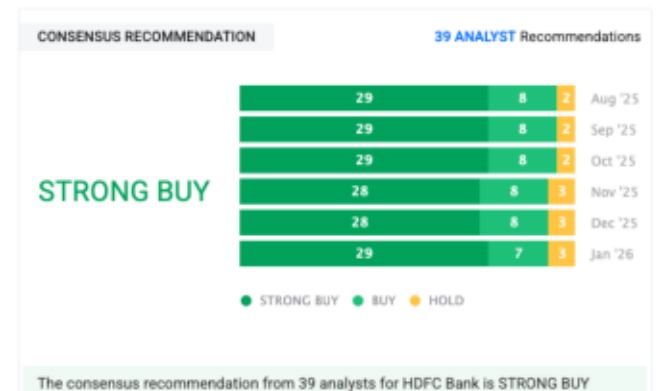 CONSENSUS RECOMMENDATION 39 ANALYST Recommendations
29 8 2 Aug '25
29 8 2 Sep '25
29 8 2 Oct '25
STRONG BUY 28 8 3 Nov '25
28 8 3 Dec '25
29 7 3 Jan '26
STRONG BUY BUY HOLD
The consensus recommendation from 39 analysts for HDFC Bank is STRONG BUY